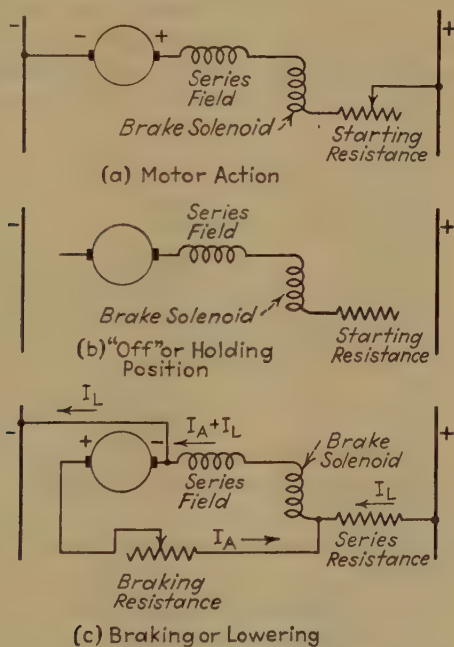 -
-
+
+
Series
Field
Brake Solenoid
Starting
Resistance
(a) Motor Action
-
+
Series
Field
Brake Solenoid
Starting
Resistance
(b) "Off" or Holding
Position
I_L
-
+
-
I_A+I_L
Brake
Solenoid
+
Series
Field
I_L
I_A
Series
Resistance
Braking
Resistance
(c) Braking or Lowering